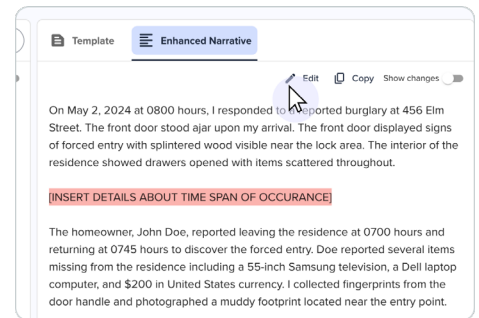 Template Enhanced Narrative
Edit Copy Show changes
On May 2, 2024 at 0800 hours, I responded to a reported burglary at 456 Elm
Street. The front door stood ajar upon my arrival. The front door displayed signs
of forced entry with splintered wood visible near the lock area. The interior of the
residence showed drawers opened with items scattered throughout.
[INSERT DETAILS ABOUT TIME SPAN OF OCCURANCE]
The homeowner, John Doe, reported leaving the residence at 0700 hours and
returning at 0745 hours to discover the forced entry. Doe reported several items
missing from the residence including a 55-inch Samsung television, a Dell laptop
computer, and $200 in United States currency. I collected fingerprints from the
door handle and photographed a muddy footprint located near the entry point.